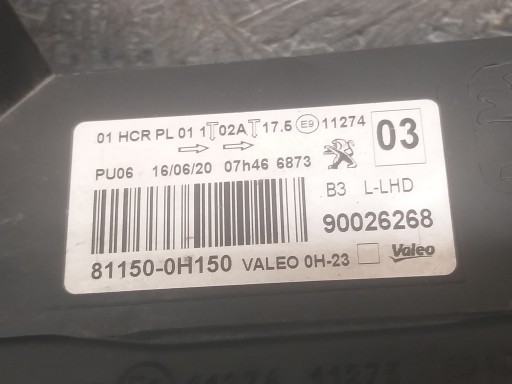 01 HCR PL 01 1 02A 17.5 E9 11274
03
PU06 16/06/20 07h46 6873
B3 L-LHD
90026268
81150-0H150 VALEO 0H-23 Valeo